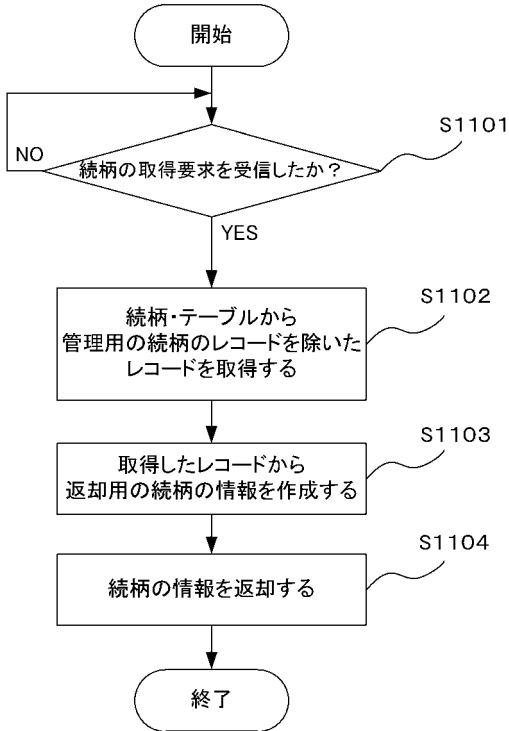 開始
S1101
NO
続柄の取得要求を受信したか？
YES
S1102
続柄・テーブルから
管理用の続柄のレコードを除いた
レコードを取得する
S1103
取得したレコードから
返却用の続柄の情報を作成する
S1104
続柄の情報を返却する
終了